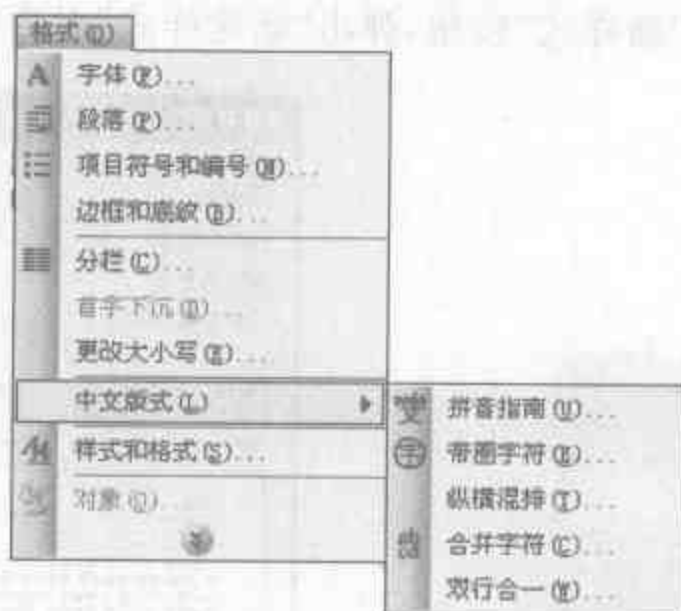 格式(O)
字体(F)...
段落(P)...
项目符号和编号(N)...
边框和底纹(B)...
分栏(C)...
首字下沉(D)...
更改大小写(E)...
中文版式(L)
样式和格式(S)...
对象(O)...
拼音指南(U)...
带圈字符(E)...
纵横混排(T)...
合并字符(C)...
双行合一(W)...